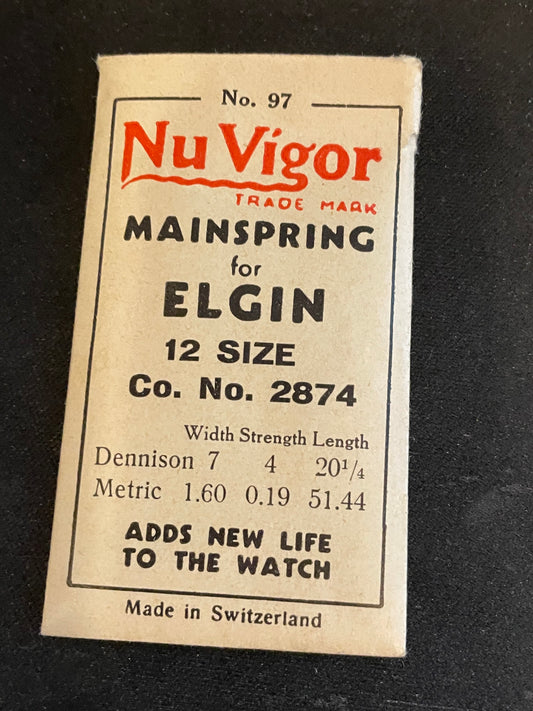 No. 97
Nu Vigor
TRADE MARK
MAINSPRING
for
ELGIN
12 SIZE
Co. No. 2874
Width Strength Length
Dennison 7 4 20¹/₄
Metric 1.60 0.19 51.44
ADDS NEW LIFE
TO THE WATCH
Made in Switzerland